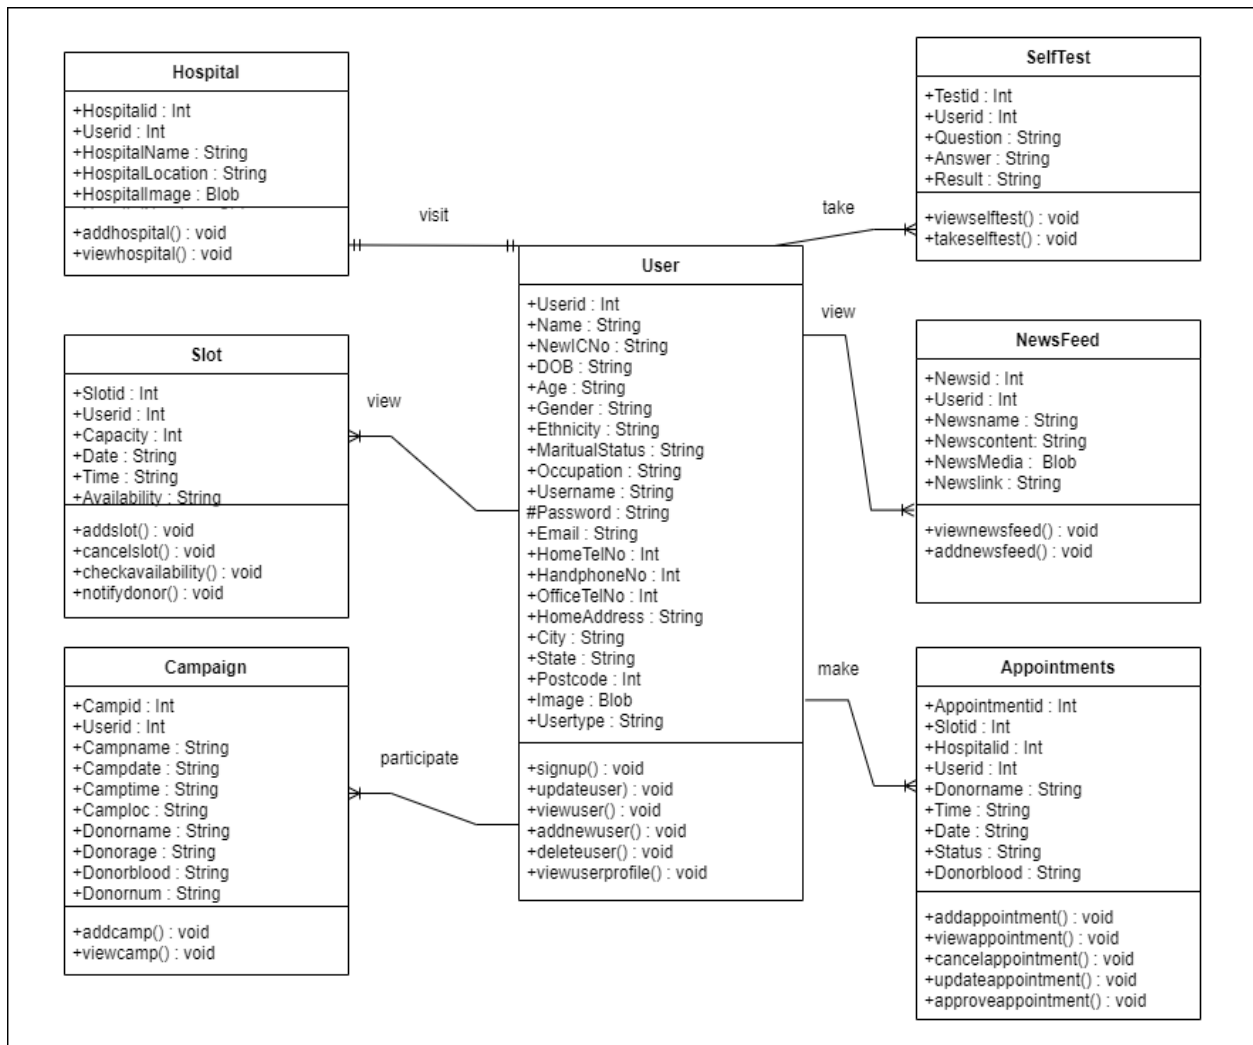 Hospital
+Hospitalid : Int
+Userid : Int
+HospitalName : String
+HospitalLocation : String
+HospitalImage : Blob
+addhospital() : void
+viewhospital() : void
visit
Slot
+Slotid : Int
+Userid : Int
+Capacity : Int
+Date : String
+Time : String
+Availability : String
+addslot() : void
+cancelslot() : void
+checkavailability() : void
+notifydonor() : void
view
Campaign
+Campid : Int
+Userid : Int
+Campname : String
+Campdate : String
+Camptime : String
+Camploc : String
+Donorname : String
+Donorage : String
+Donorblood : String
+Donornum : String
+addcamp() : void
+viewcamp() : void
participate
User
+Userid : Int
+Name : String
+NewICNo : String
+DOB : String
+Age : String
+Gender : String
+Ethnicity : String
+MaritualStatus : String
+Occupation : String
+Username : String
#Password : String
+Email : String
+HomeTelNo : Int
+HandphoneNo : Int
+OfficeTelNo : Int
+HomeAddress : String
+City : String
+State : String
+Postcode : Int
+Image : Blob
+Usertype : String
+signup() : void
+updateuser) : void
+viewuser() : void
+addnewuser() : void
+deleteuser() : void
+viewuserprofile() : void
take
SelfTest
+Testid : Int
+Userid : Int
+Question : String
+Answer : String
+Result : String
+viewselftest() : void
+takeselftest() : void
view
NewsFeed
+Newsid : Int
+Userid : Int
+Newsname : String
+Newscontent: String
+NewsMedia :  Blob
+Newslink : String
+viewnewsfeed() : void
+addnewsfeed() : void
make
Appointments
+Appointmentid : Int
+Slotid : Int
+Hospitalid : Int
+Userid : Int
+Donorname : String
+Time : String
+Date : String
+Status : String
+Donorblood : String
+addappointment() : void
+viewappointment() : void
+cancelappointment() : void
+updateappointment() : void
+approveappointment() : void